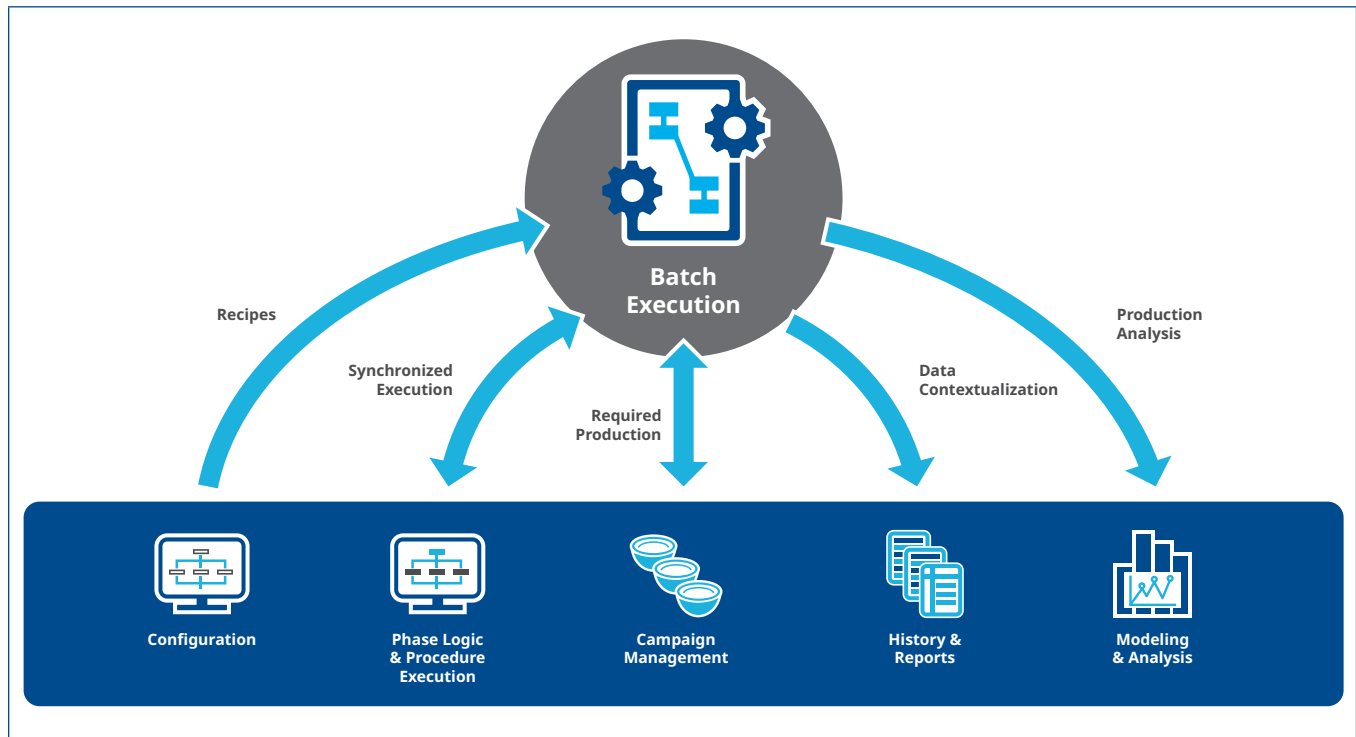 Batch
Execution
Recipes
Synchronized
Execution
Required
Production
Data
Contextualization
Production
Analysis
Configuration
Phase Logic
& Procedure
Execution
Campaign
Management
History &
Reports
Modeling
& Analysis